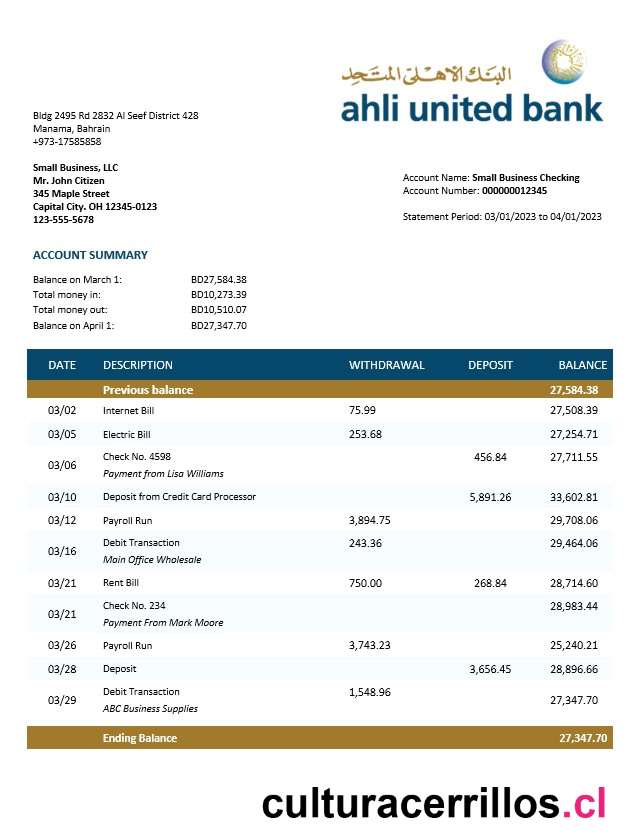 البنك الأهلي المتحد
ahli united bank
Bldg 2495 Rd 2832 Al Seef District 428
Manama, Bahrain
+973-17585858
Small Business, LLC
Mr. John Citizen
345 Maple Street
Capital City. OH 12345-0123
123-555-5678
Account Name: Small Business Checking
Account Number: 000000012345
Statement Period: 03/01/2023 to 04/01/2023
ACCOUNT SUMMARY
Balance on March 1: BD27,584.38
Total money in: BD10,273.39
Total money out: BD10,510.07
Balance on April 1: BD27,347.70
DATE DESCRIPTION WITHDRAWAL DEPOSIT BALANCE
Previous balance 27,584.38
03/02 Internet Bill 75.99 27,508.39
03/05 Electric Bill 253.68 27,254.71
03/06 Check No. 4598 456.84 27,711.55
Payment from Lisa Williams
03/10 Deposit from Credit Card Processor 5,891.26 33,602.81
03/12 Payroll Run 3,894.75 29,708.06
03/16 Debit Transaction 243.36 29,464.06
Main Office Wholesale
03/21 Rent Bill 750.00 268.84 28,714.60
03/21 Check No. 234 28,983.44
Payment From Mark Moore
03/26 Payroll Run 3,743.23 25,240.21
03/28 Deposit 3,656.45 28,896.66
03/29 Debit Transaction 1,548.96 27,347.70
ABC Business Supplies
Ending Balance 27,347.70
culturacerrillos.cl